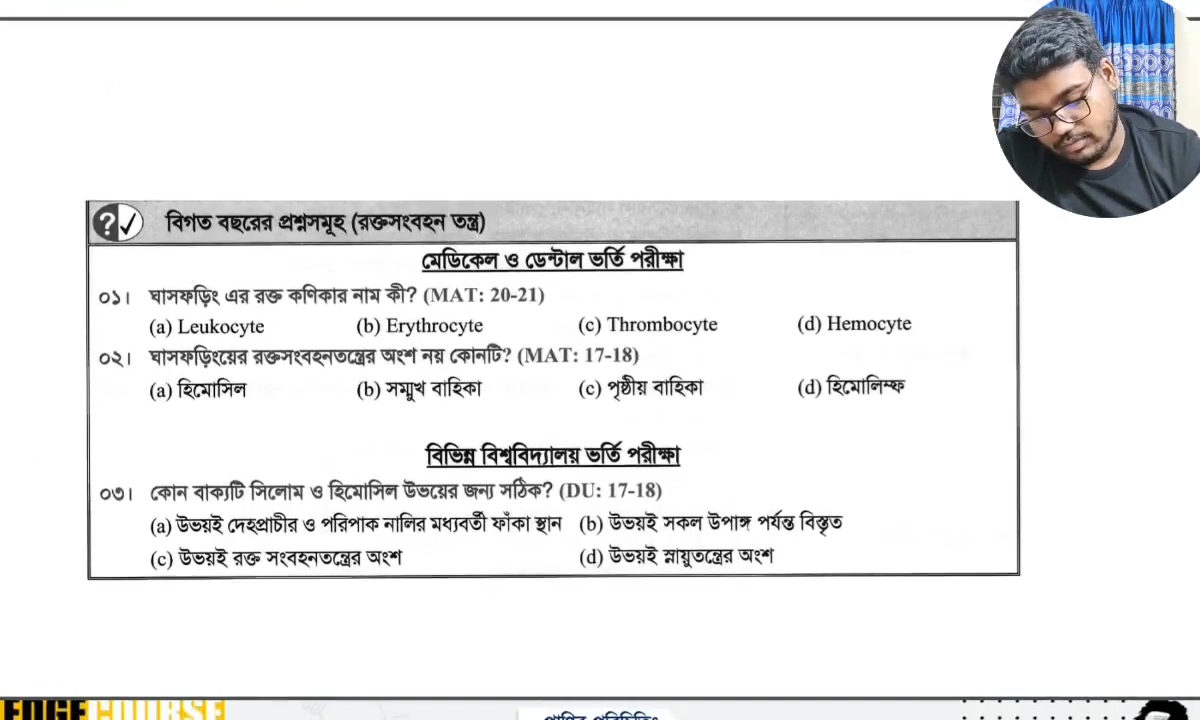 বিগত বছরের প্রশ্নসমূহ (রক্তসংবহন তন্ত্র)
মেডিকেল ও ডেন্টাল ভর্তি পরীক্ষা
০১। ঘাসফড়িং এর রক্ত কণিকার নাম কী? (MAT: 20-21)
(a) Leukocyte (b) Erythrocyte (c) Thrombocyte (d) Hemocyte
০২। ঘাসফড়িংয়ের রক্তসংবহনতন্ত্রের অংশ নয় কোনটি? (MAT: 17-18)
(a) হিমোসিল (b) সম্মুখ বাহিকা (c) পৃষ্ঠীয় বাহিকা (d) হিমোলিম্ফ
বিভিন্ন বিশ্ববিদ্যালয় ভর্তি পরীক্ষা
০৩। কোন বাক্যটি সিলোম ও হিমোসিল উভয়ের জন্য সঠিক? (DU: 17-18)
(a) উভয়ই দেহপ্রাচীর ও পরিপাক নালির মধ্যবর্তী ফাঁকা স্থান (b) উভয়ই সকল উপাঙ্গ পর্যন্ত বিস্তৃত
(c) উভয়ই রক্ত সংবহনতন্ত্রের অংশ (d) উভয়ই স্নায়ুতন্ত্রের অংশ
EDGE COURSE